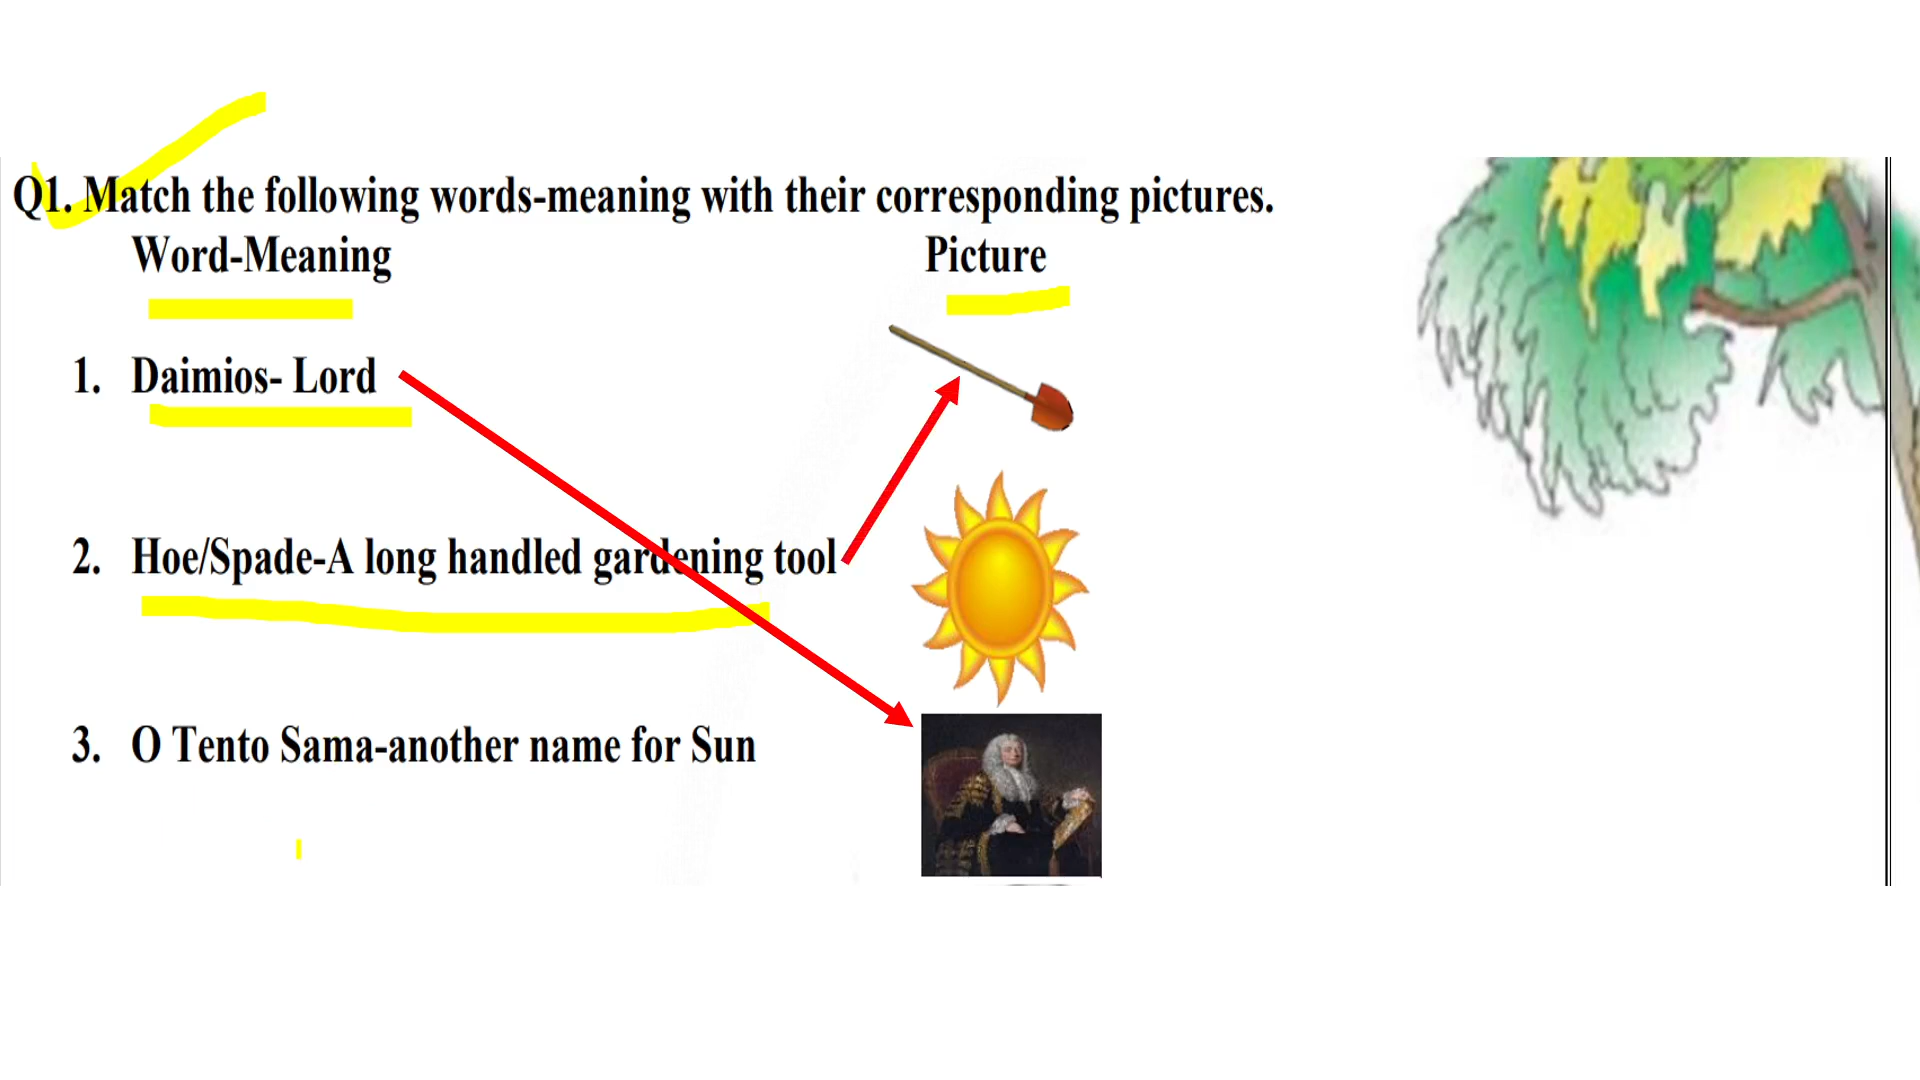 Q1. Match the following words-meaning with their corresponding pictures.
Word-Meaning Picture
1. Daimios- Lord
2. Hoe/Spade-A long handled gardening tool
3. O Tento Sama-another name for Sun